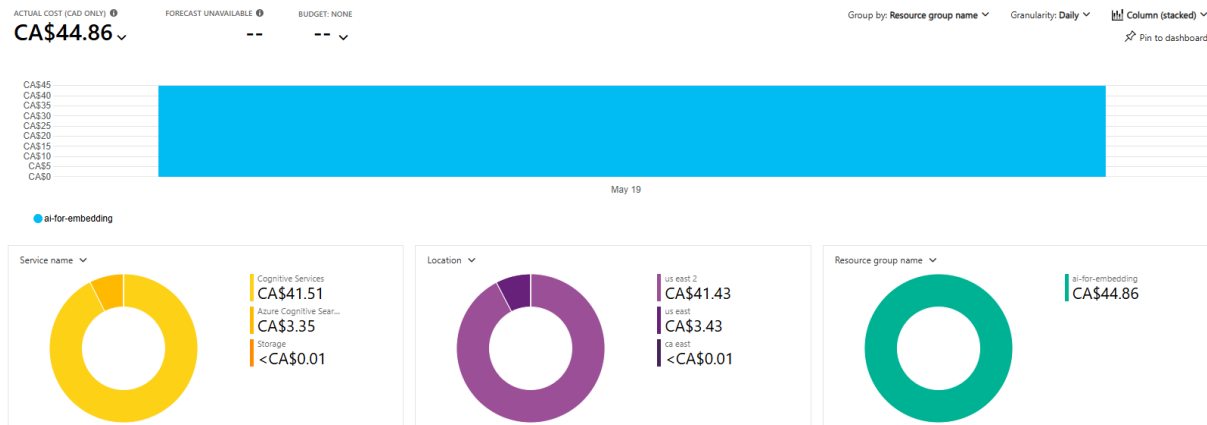 ACTUAL COST (CAD ONLY)
CA$44.86
FORECAST UNAVAILABLE
--
BUDGET: NONE
--
Group by: Resource group name
Granularity: Daily
Column (stacked)
Pin to dashboard
CA$45
CA$40
CA$35
CA$30
CA$25
CA$20
CA$15
CA$10
CA$5
CA$0
May 19
ai-for-embedding
Service name
Cognitive Services
CA$41.51
Azure Cognitive Sear...
CA$3.35
Storage
<CA$0.01
Location
us east 2
CA$41.43
us east
CA$3.43
ca east
<CA$0.01
Resource group name
ai-for-embedding
CA$44.86